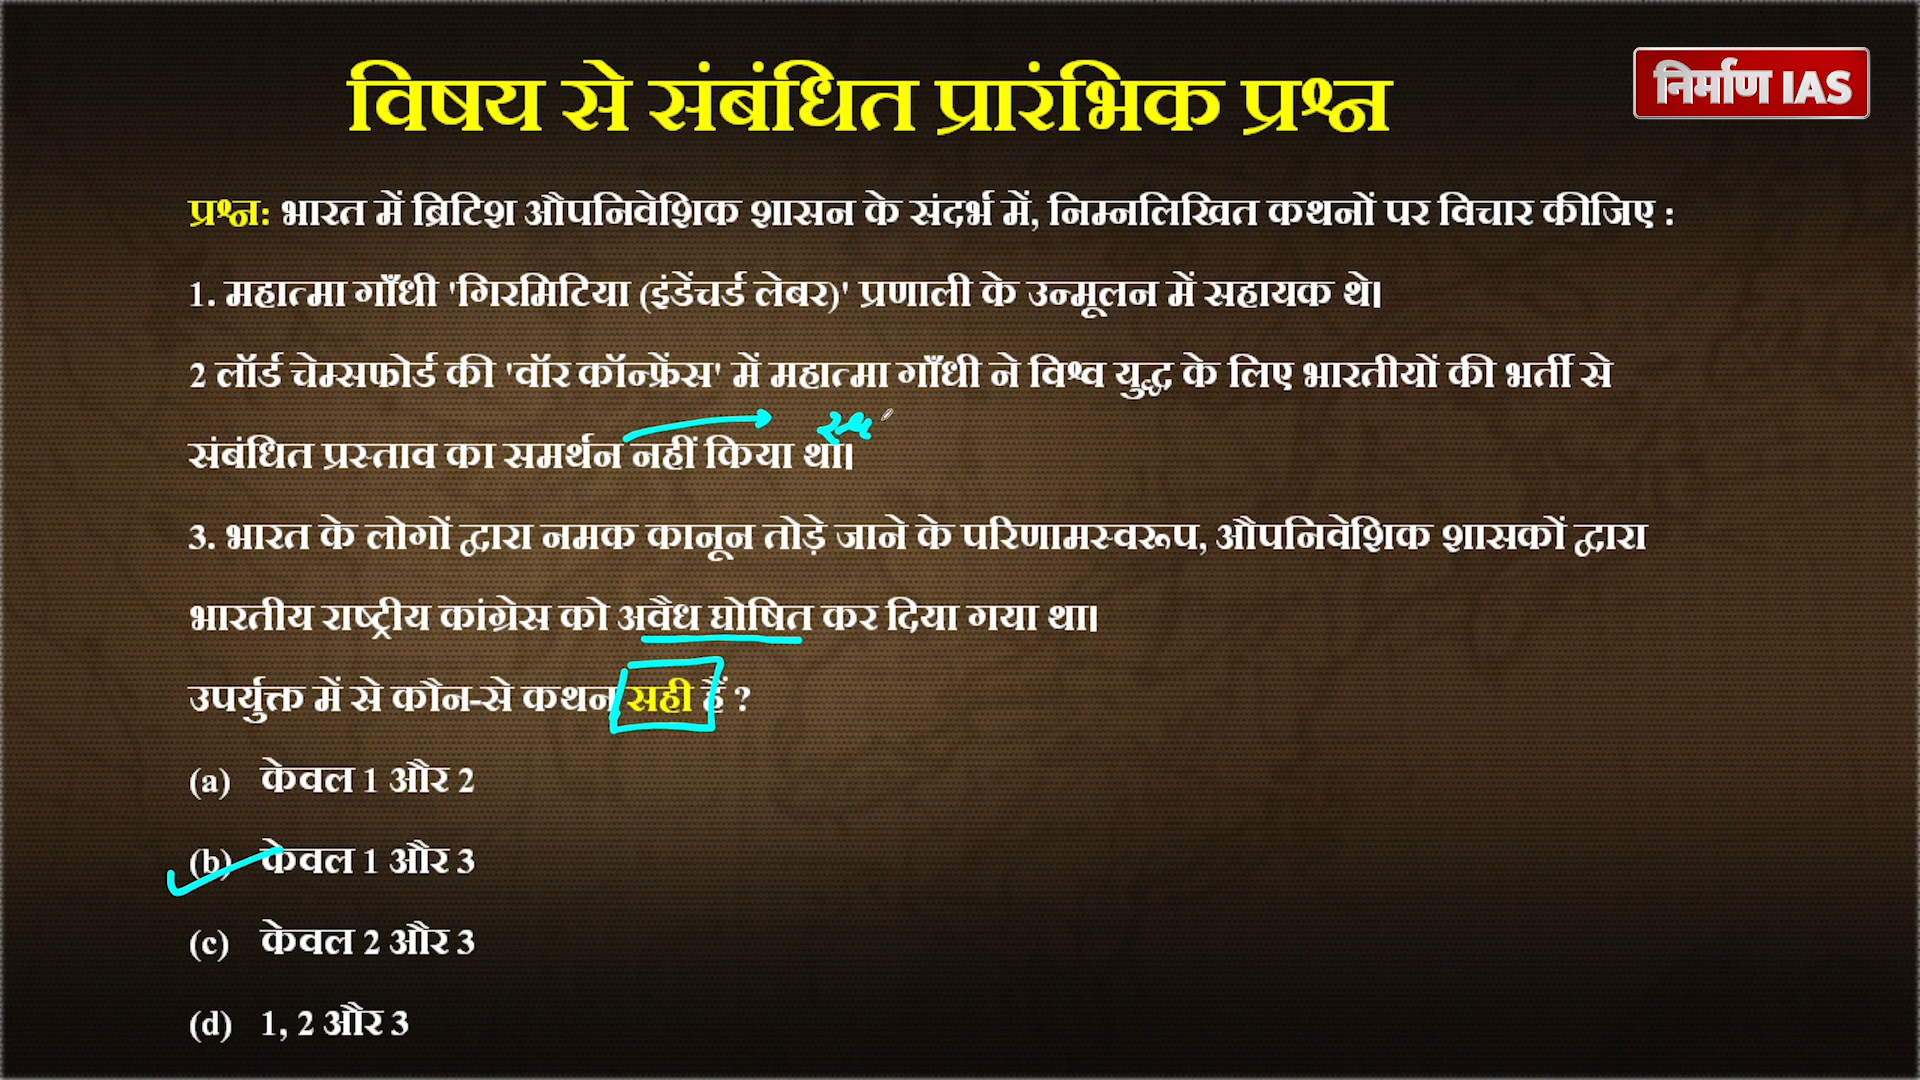 विषय से संबंधित प्रारंभिक प्रश्न
निर्माण IAS
प्रश्न: भारत में ब्रिटिश औपनिवेशिक शासन के संदर्भ में, निम्नलिखित कथनों पर विचार कीजिए :
1. महात्मा गाँधी 'गिरमिटिया (इंडेंचर्ड लेबर)' प्रणाली के उन्मूलन में सहायक थे।
2 लॉर्ड चेम्सफोर्ड की 'वॉर कॉन्फ्रेंस' में महात्मा गाँधी ने विश्व युद्ध के लिए भारतीयों की भर्ती से
संबंधित प्रस्ताव का समर्थन नहीं किया था।
3. भारत के लोगों द्वारा नमक कानून तोड़े जाने के परिणामस्वरूप, औपनिवेशिक शासकों द्वारा
भारतीय राष्ट्रीय कांग्रेस को अवैध घोषित कर दिया गया था।
उपर्युक्त में से कौन-से कथन सही हैं ?
(a) केवल 1 और 2
(b) केवल 1 और 3
(c) केवल 2 और 3
(d) 1, 2 और 3